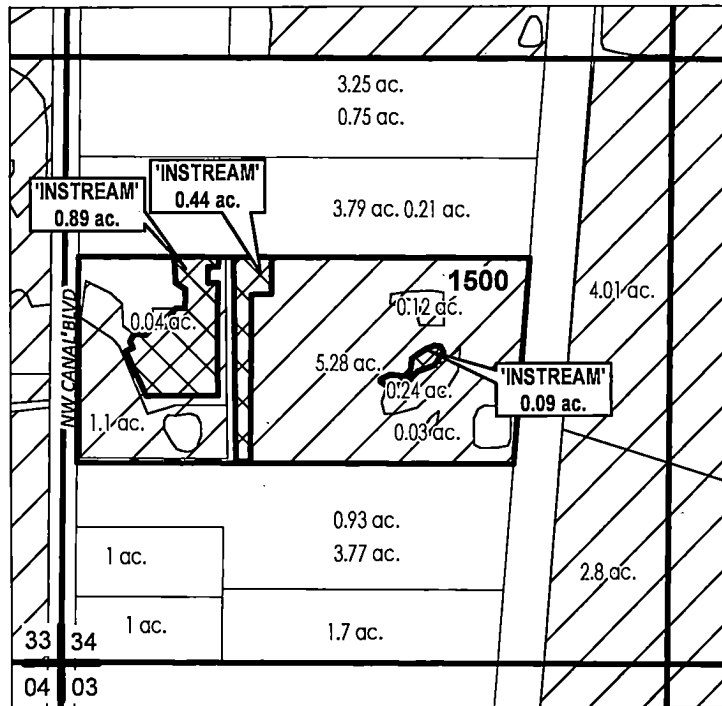 3.25 ac.
0.75 ac.
'INSTREAM'
0.44 ac.
'INSTREAM'
0.89 ac.
3.79 ac. 0.21 ac.
1500
4.01 ac.
0.12 ac.
0.04 ac.
NW CANAL BLVD
5.28 ac.
'INSTREAM'
0.09 ac.
0.24 ac.
1.1 ac.
0.03 ac.
0.93 ac.
3.77 ac.
1 ac.
2.8 ac.
1 ac.
1.7 ac.
33 34
04 03